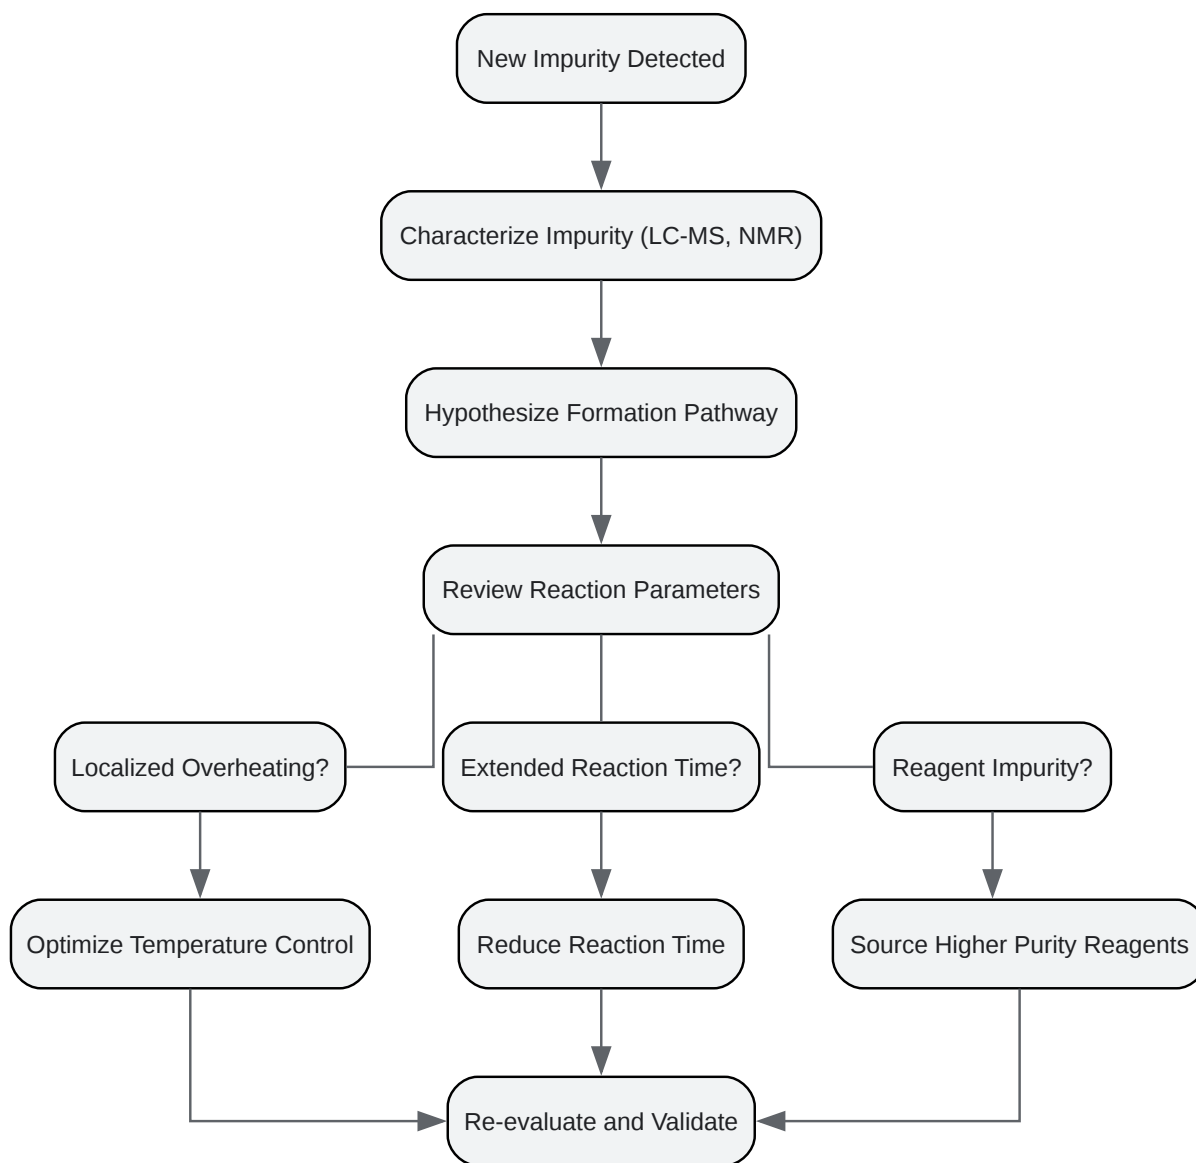 New Impurity Detected
Characterize Impurity (LC-MS, NMR)
Hypothesize Formation Pathway
Review Reaction Parameters
Localized Overheating?
Extended Reaction Time?
Reagent Impurity?
Optimize Temperature Control
Reduce Reaction Time
Source Higher Purity Reagents
Re-evaluate and Validate